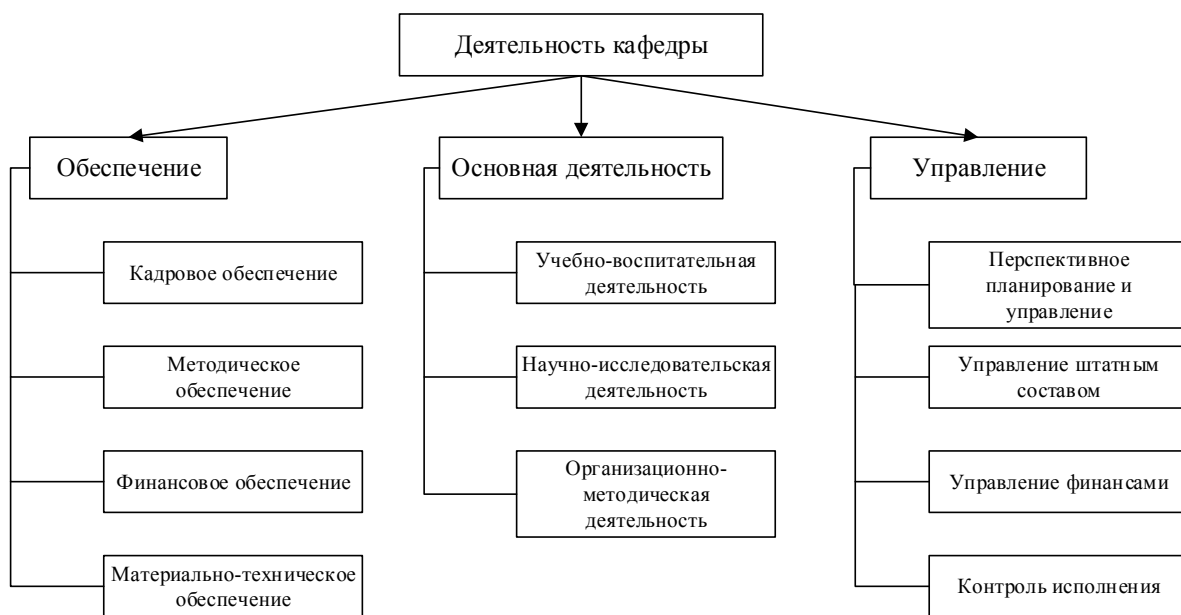 Деятельность кафедры
Обеспечение
Основная деятельность
Управление
Кадровое обеспечение
Методическое
обеспечение
Финансовое обеспечение
Материально-техническое
обеспечение
Учебно-воспитательная
деятельность
Научно-исследовательская
деятельность
Организационно-
методическая
деятельность
Перспективное
планирование и
управление
Управление штатным
составом
Управление финансами
Контроль исполнения